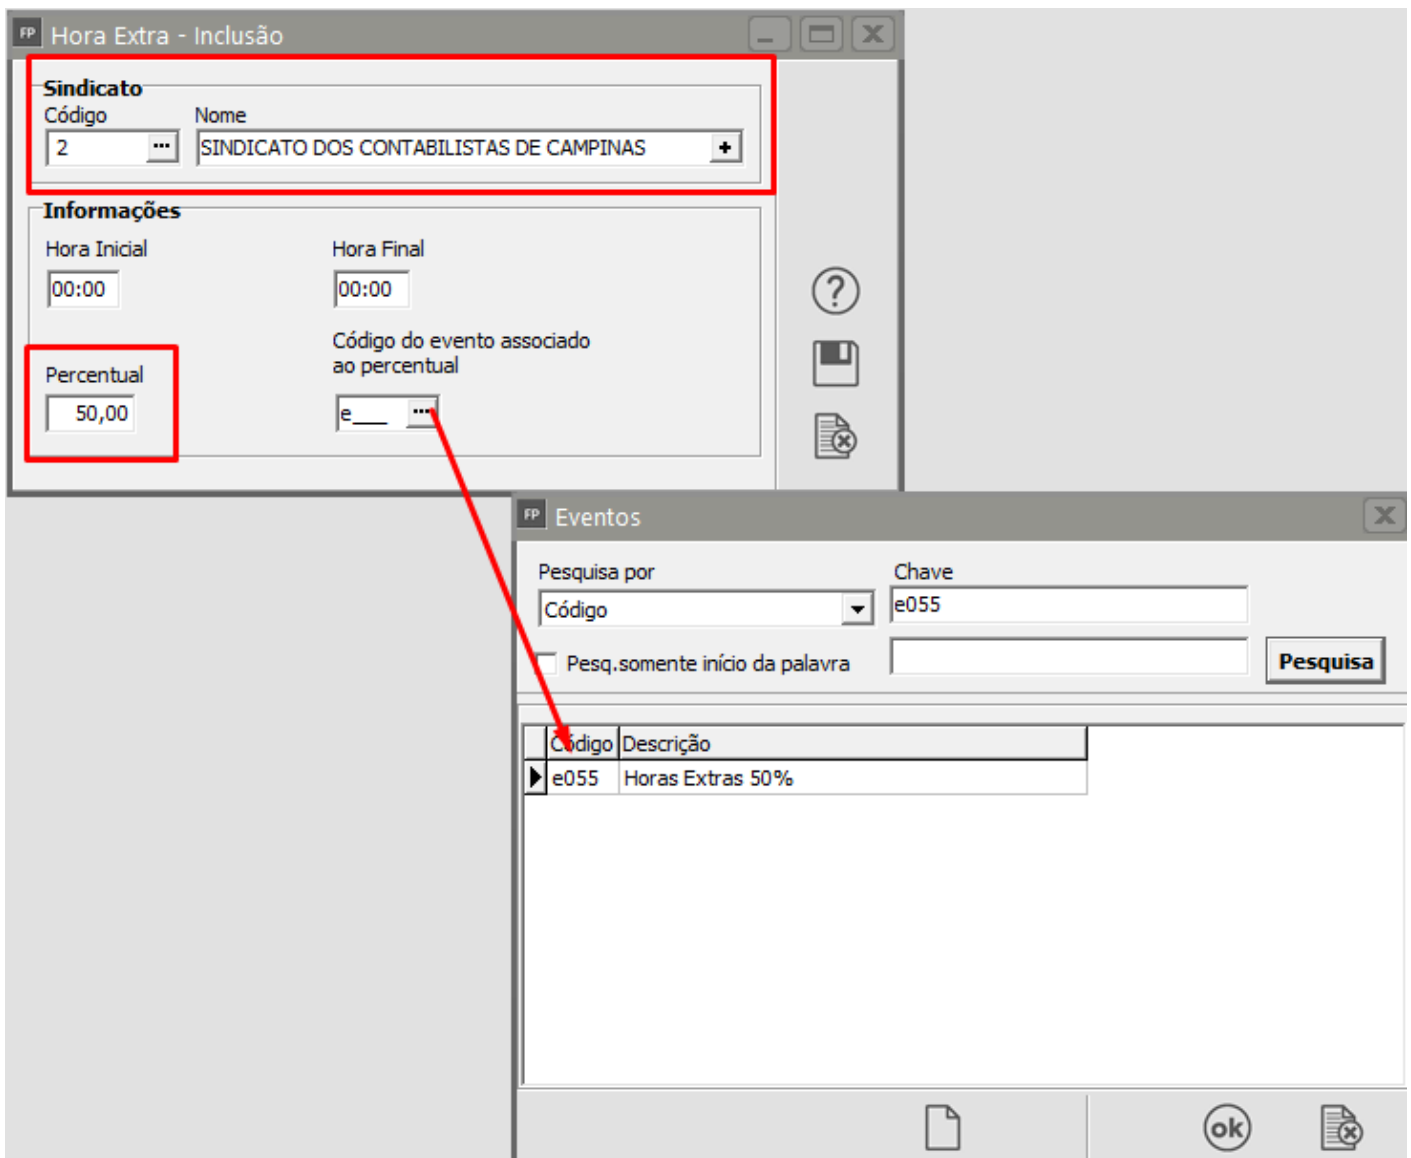 FP Hora Extra - Inclusão
Sindicato
Código Nome
2 ... SINDICATO DOS CONTABILISTAS DE CAMPINAS +
Informações
Hora Inicial Hora Final
00:00 00:00
Código do evento associado
ao percentual
Percentual
50,00 e___ ...
FP Eventos
Pesquisa por Chave
Código e055
Pesq.somente início da palavra Pesquisa
Código Descrição
e055 Horas Extras 50%
ok